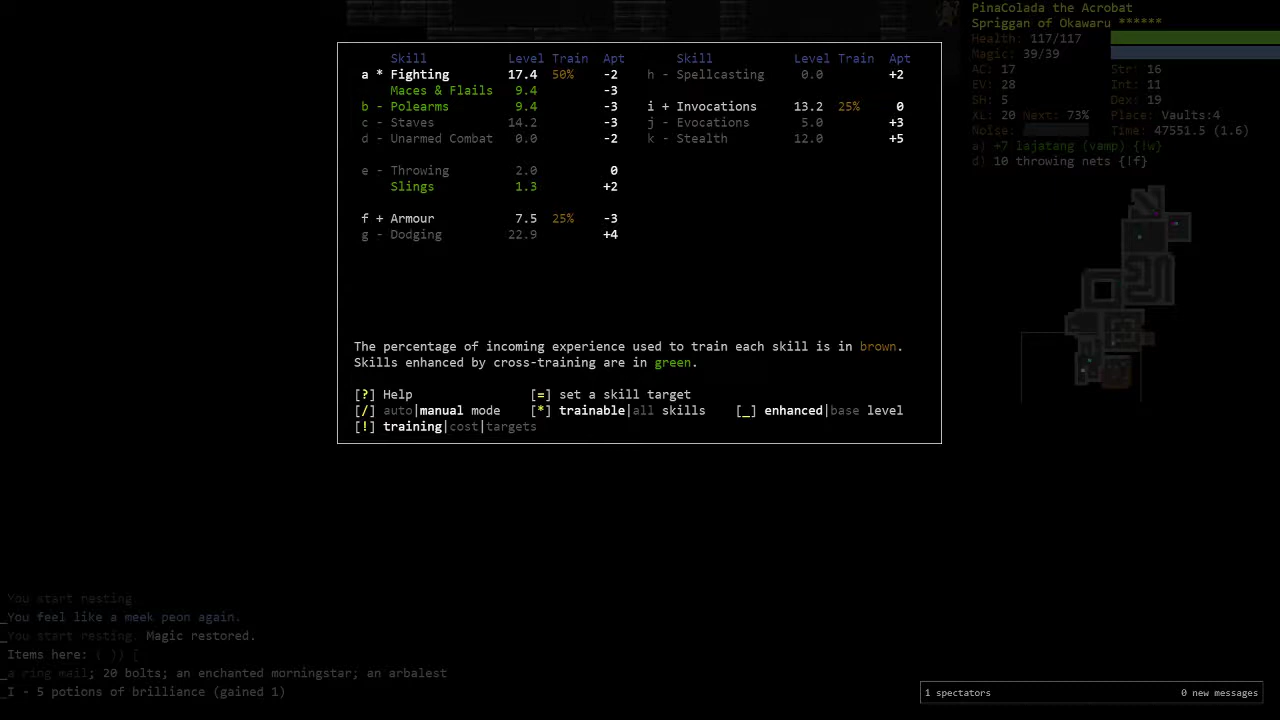 PinaColada the Acrobat
Spriggan of Okawaru ******
Health: 117/117
Magic: 39/39
AC: 17 Str: 16
EV: 28 Int: 11
SH: 5 Dex: 19
XL: 20 Next: 73% Place: Vaults:4
Noise: Time: 47551.5 (1.6)
a) +7 lajatang (vamp) {!w}
d) 10 throwing nets {!f}
Skill Level Train Apt Skill Level Train Apt
a * Fighting 17.4 50% -2 h - Spellcasting 0.0 +2
Maces & Flails 9.4 -3
b - Polearms 9.4 -3 i + Invocations 13.2 25% 0
c - Staves 14.2 -3 j - Evocations 5.0 +3
d - Unarmed Combat 0.0 -2 k - Stealth 12.0 +5
e - Throwing 2.0 0
Slings 1.3 +2
f + Armour 7.5 25% -3
g - Dodging 22.9 +4
The percentage of incoming experience used to train each skill is in brown.
Skills enhanced by cross-training are in green.
[?] Help [=] set a skill target
[/] auto|manual mode [*] trainable|all skills [_] enhanced|base level
[!] training|cost|targets
You start resting.
_You feel like a meek peon again.
_You start resting. Magic restored.
Items here: ( )) [
_a ring mail; 20 bolts; an enchanted morningstar; an arbalest
_I - 5 potions of brilliance (gained 1)
1 spectators 0 new messages